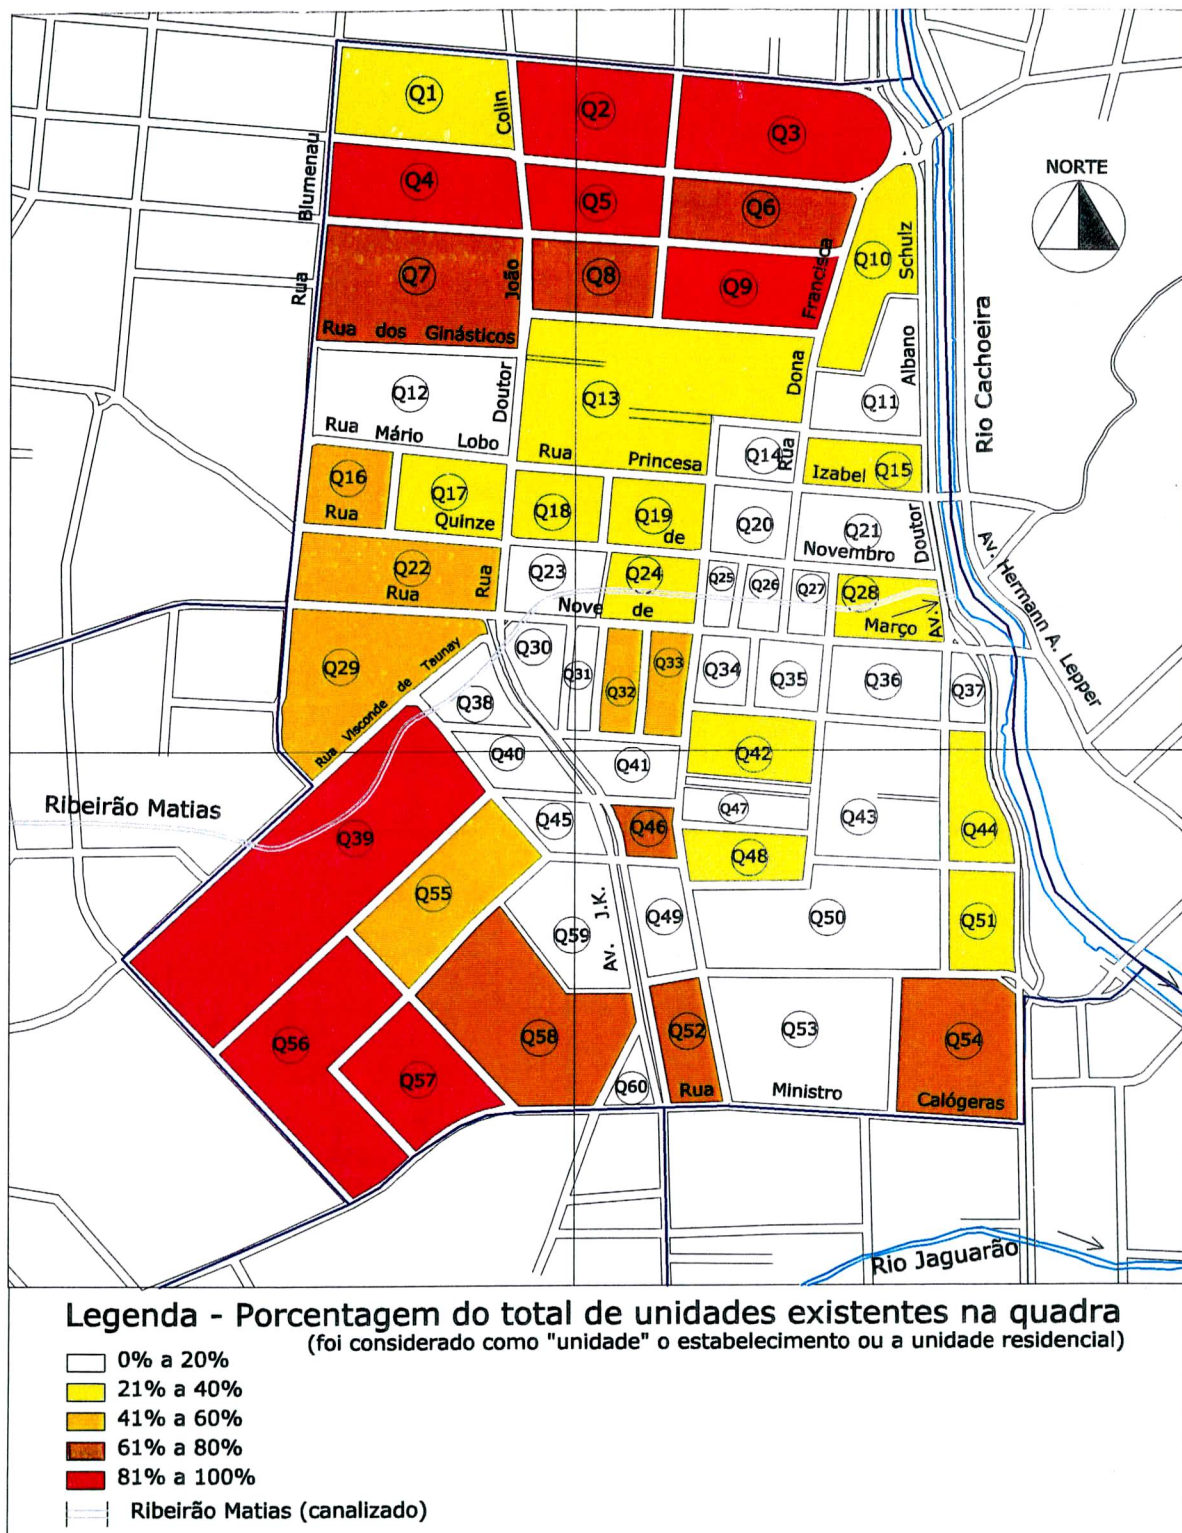 Q1
Colin
Q2
Q3
Blumenau
Q4
Q5
Q6
NORTE
Rua
Q7
João
Q8
Q9
Francisca
Q10
Schulz
Rua dos Ginásticos
Rio Cachoeira
Albano
Q12
Doutor
Q13
Dona
Q11
Rua Mário Lobo
Rua Princesa
Q14
Rua
Izabel
Q15
Q16
Q17
Q18
Q19
Q20
Q21
Rua Quinze de Novembro
Doutor
Av. Hermann A. Lepper
Q22
Rua
Q23
Q24
Q25
Q26
Q27
Q28
Rua Nove de Março
Av.
Q29
Rua Visconde de Taunay
Q30
Q31
Q32
Q33
Q34
Q35
Q36
Q37
Q38
Q40
Q41
Q42
Ribeirão Matias
Q39
Q45
Q46
Q47
Q43
Q44
Q48
Q55
Q59
Av. J.K.
Q49
Q50
Q51
Q56
Q57
Q58
Q60
Q52
Q53
Q54
Rua Ministro Calógeras
Rio Jaguarão
Legenda - Porcentagem do total de unidades existentes na quadra
(foi considerado como "unidade" o estabelecimento ou a unidade residencial)
0% a 20%
21% a 40%
41% a 60%
61% a 80%
81% a 100%
Ribeirão Matias (canalizado)